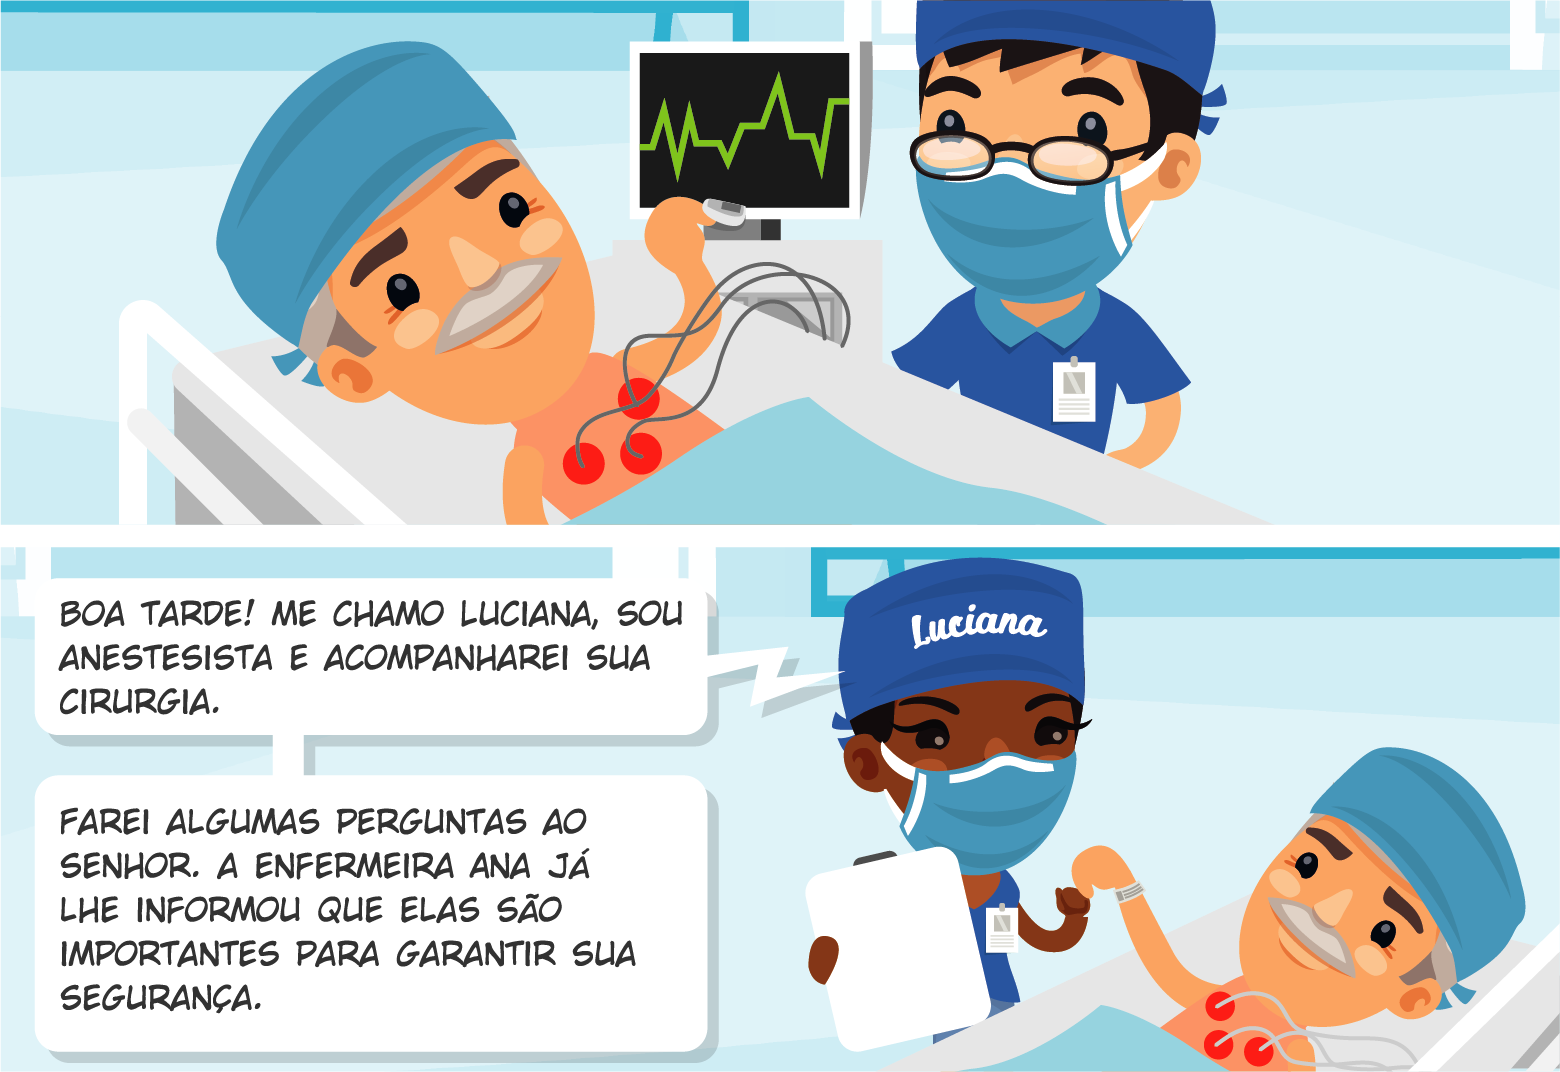 BOA TARDE! ME CHAMO LUCIANA, SOU
ANESTESISTA E ACOMPANHAREI SUA
CIRURGIA.
Luciana
FAREI ALGUMAS PERGUNTAS AO
SENHOR. A ENFERMEIRA ANA JÁ
LHE INFORMOU QUE ELAS SÃO
IMPORTANTES PARA GARANTIR SUA
SEGURANÇA.